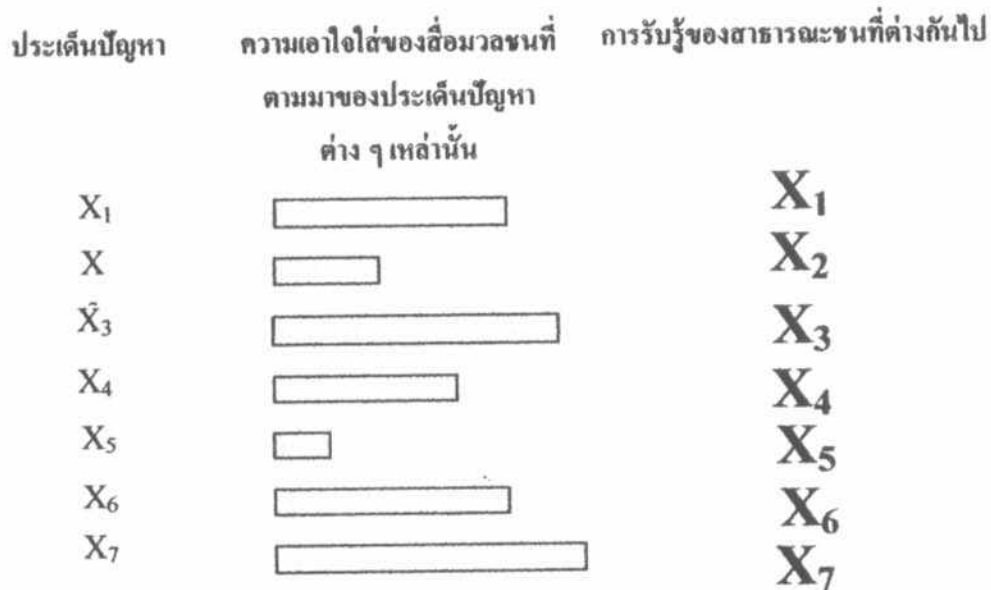 ประเด็นปัญหา
ความเอาใจใส่ของสื่อมวลชนที่
ตามมาของประเด็นปัญหา
ต่าง ๆ เหล่านั้น
การรับรู้ของสาธารณะชนที่ต่างกันไป
X₁ X₁
X X₂
X̂₃ X₃
X₄ X₄
X₅ X₅
X₆ X₆
X₇ X₇